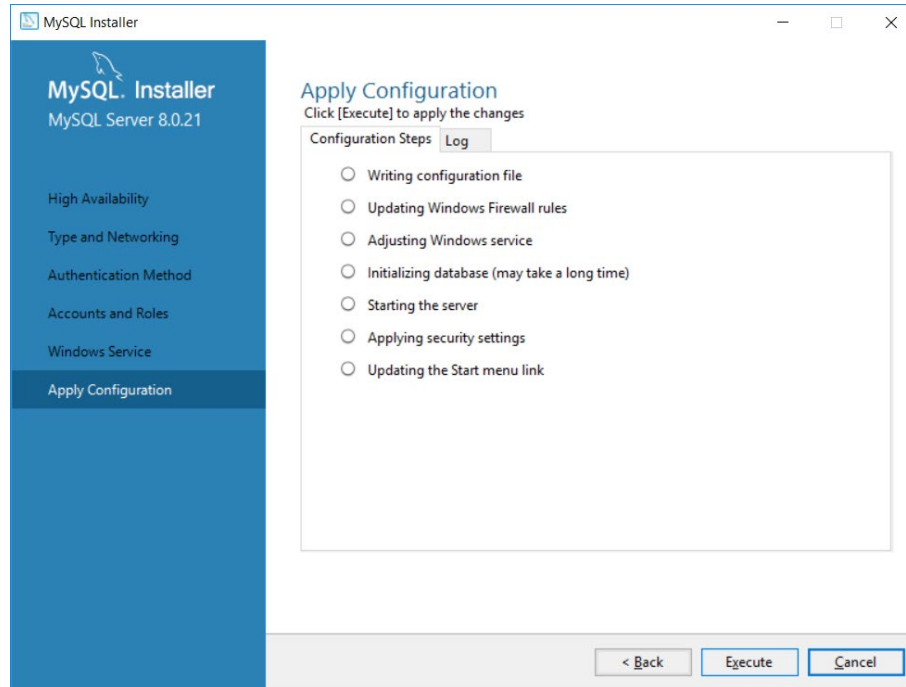 MySQL Installer
MySQL. Installer
MySQL Server 8.0.21
High Availability
Type and Networking
Authentication Method
Accounts and Roles
Windows Service
Apply Configuration
Apply Configuration
Click [Execute] to apply the changes
Configuration Steps Log
Writing configuration file
Updating Windows Firewall rules
Adjusting Windows service
Initializing database (may take a long time)
Starting the server
Applying security settings
Updating the Start menu link
< Back Execute Cancel